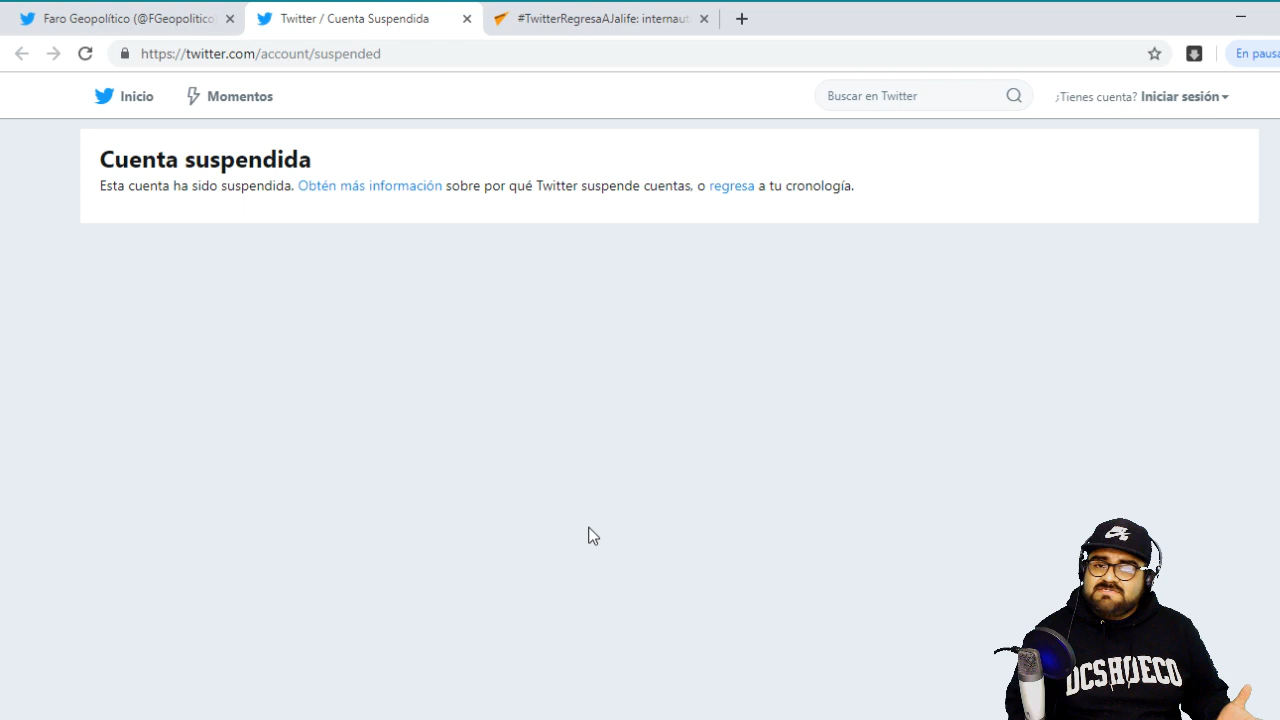 Faro Geopolítico (@FGeopolitico)
Twitter / Cuenta Suspendida
#TwitterRegresaAJalife: internaut
https://twitter.com/account/suspended
En pausa
Inicio
Momentos
Buscar en Twitter
¿Tienes cuenta? Iniciar sesión
Cuenta suspendida
Esta cuenta ha sido suspendida. Obtén más información sobre por qué Twitter suspende cuentas, o regresa a tu cronología.
DCSHOECO